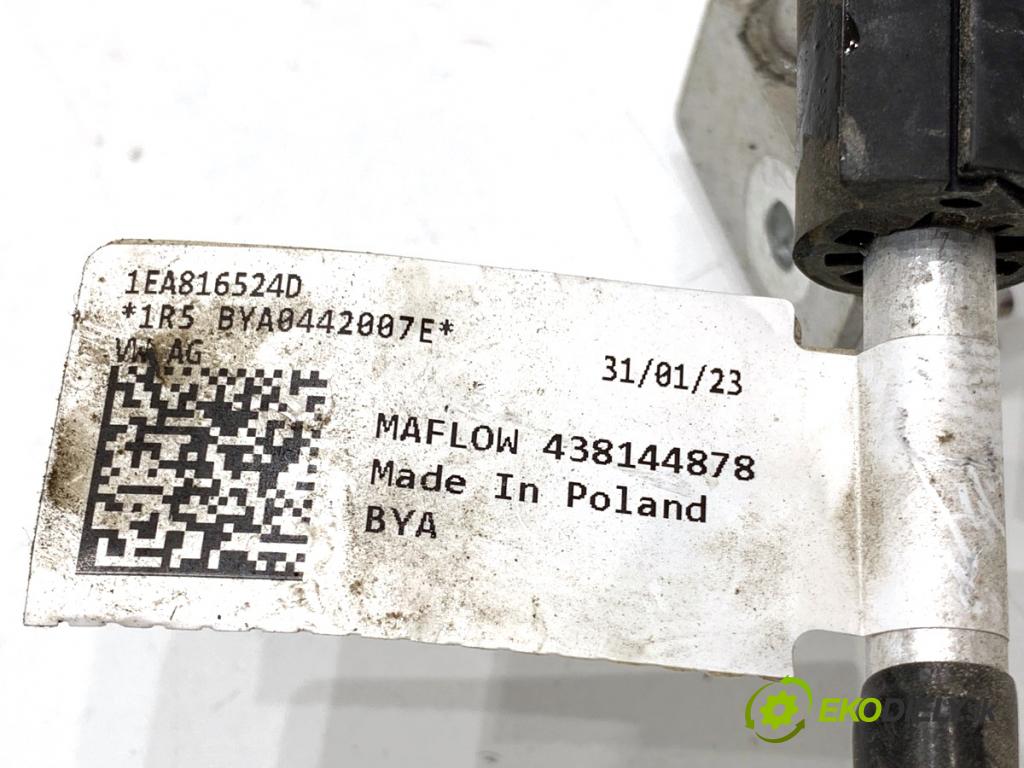 1EA816524D
*1R5 BYA0442007E*
VW AG
31/01/23
MAFLOW 438144878
Made In Poland
BYA
EKODIELY.SK